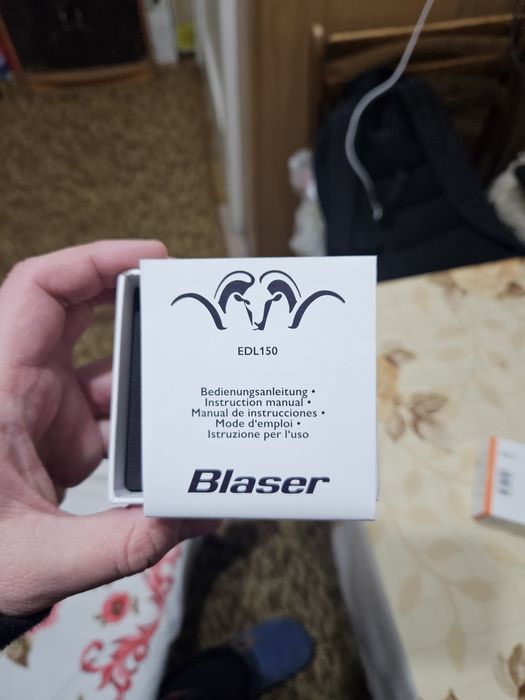 EDL150
Bedienungsanleitung •
Instruction manual •
Manual de instrucciones •
Mode d'emploi •
Istruzione per l'uso
Blaser